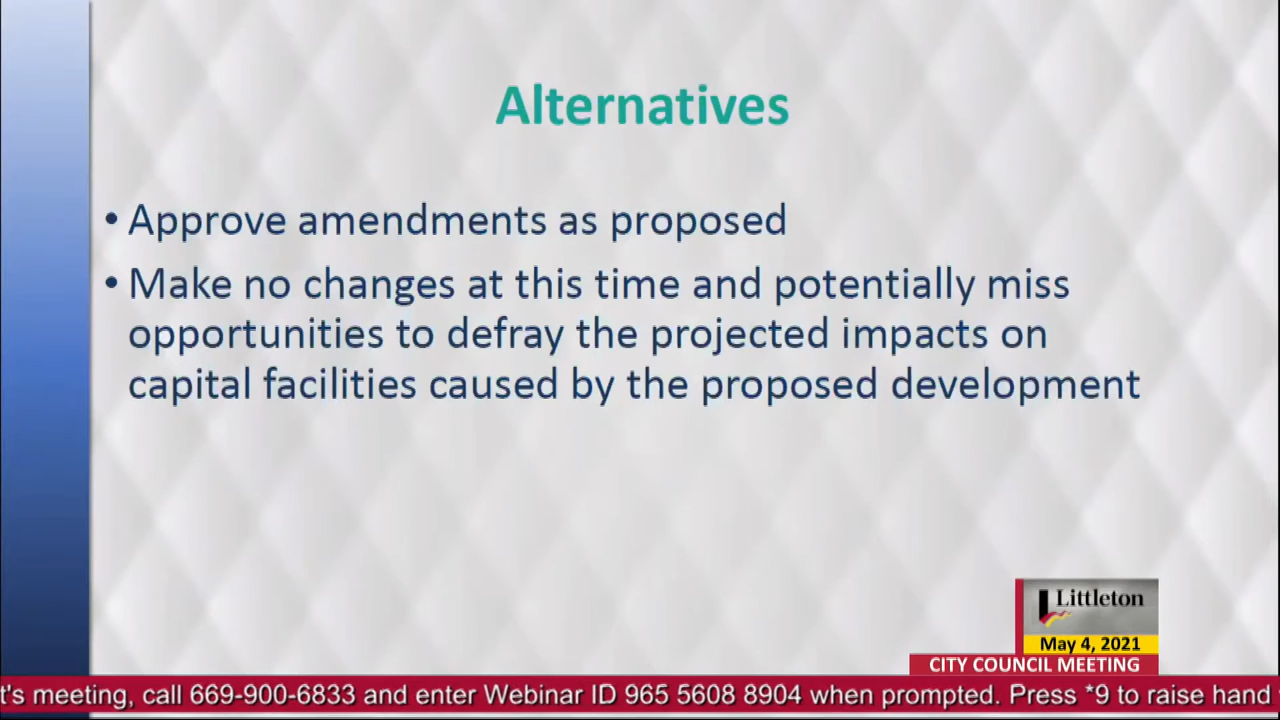 Alternatives
• Approve amendments as proposed
• Make no changes at this time and potentially miss
opportunities to defray the projected impacts on
capital facilities caused by the proposed development
Littleton
May 4, 2021
CITY COUNCIL MEETING
t's meeting, call 669-900-6833 and enter Webinar ID 965 5608 8904 when prompted. Press *9 to raise hand